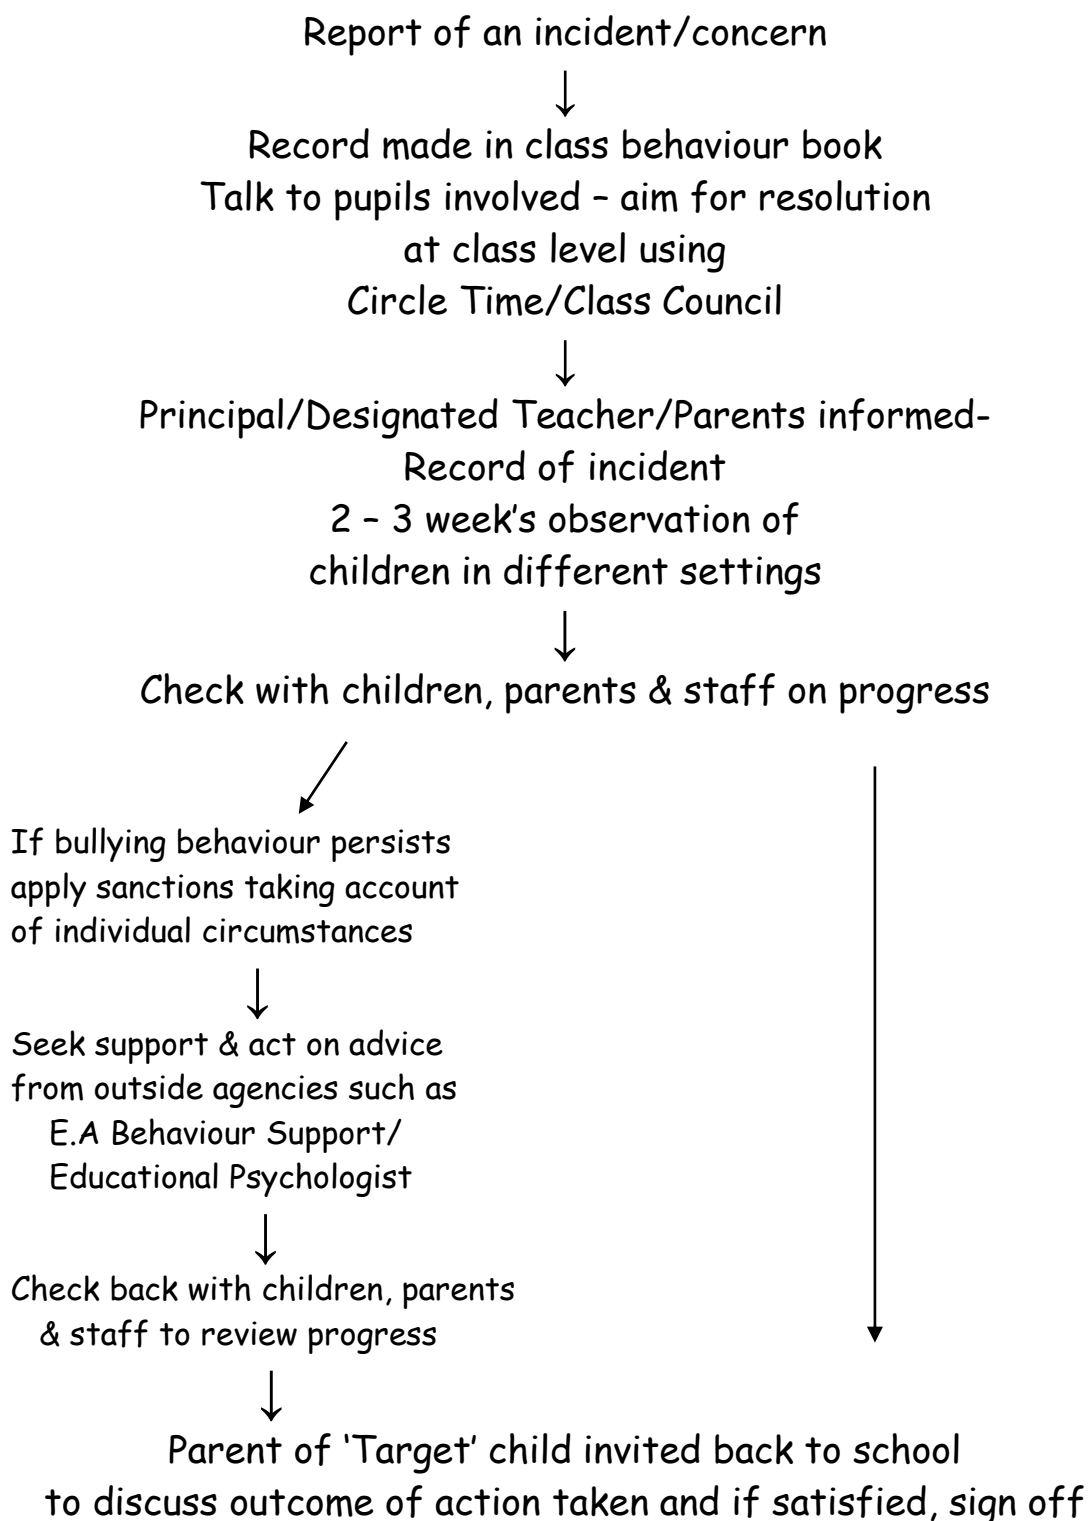 Report of an incident/concern
Record made in class behaviour book
Talk to pupils involved – aim for resolution
at class level using
Circle Time/Class Council
Principal/Designated Teacher/Parents informed-
Record of incident
2 – 3 week's observation of
children in different settings
Check with children, parents & staff on progress
If bullying behaviour persists
apply sanctions taking account
of individual circumstances
Seek support & act on advice
from outside agencies such as
E.A Behaviour Support/
Educational Psychologist
Check back with children, parents
& staff to review progress
Parent of ‘Target’ child invited back to school
to discuss outcome of action taken and if satisfied, sign off